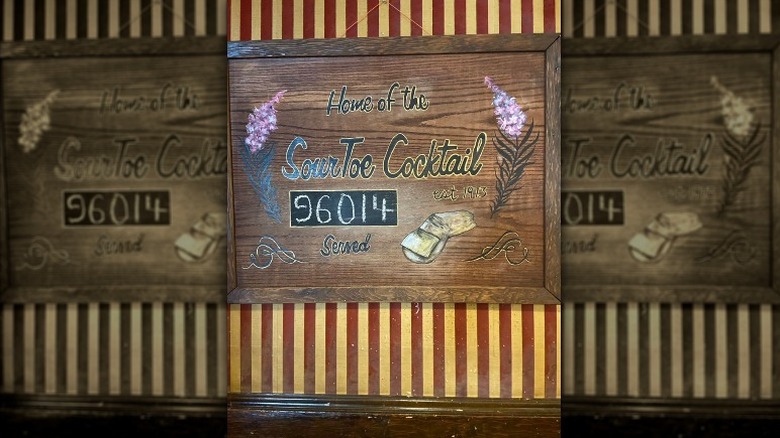 Home of the
SourToe Cocktail
est 1973
96014
Served